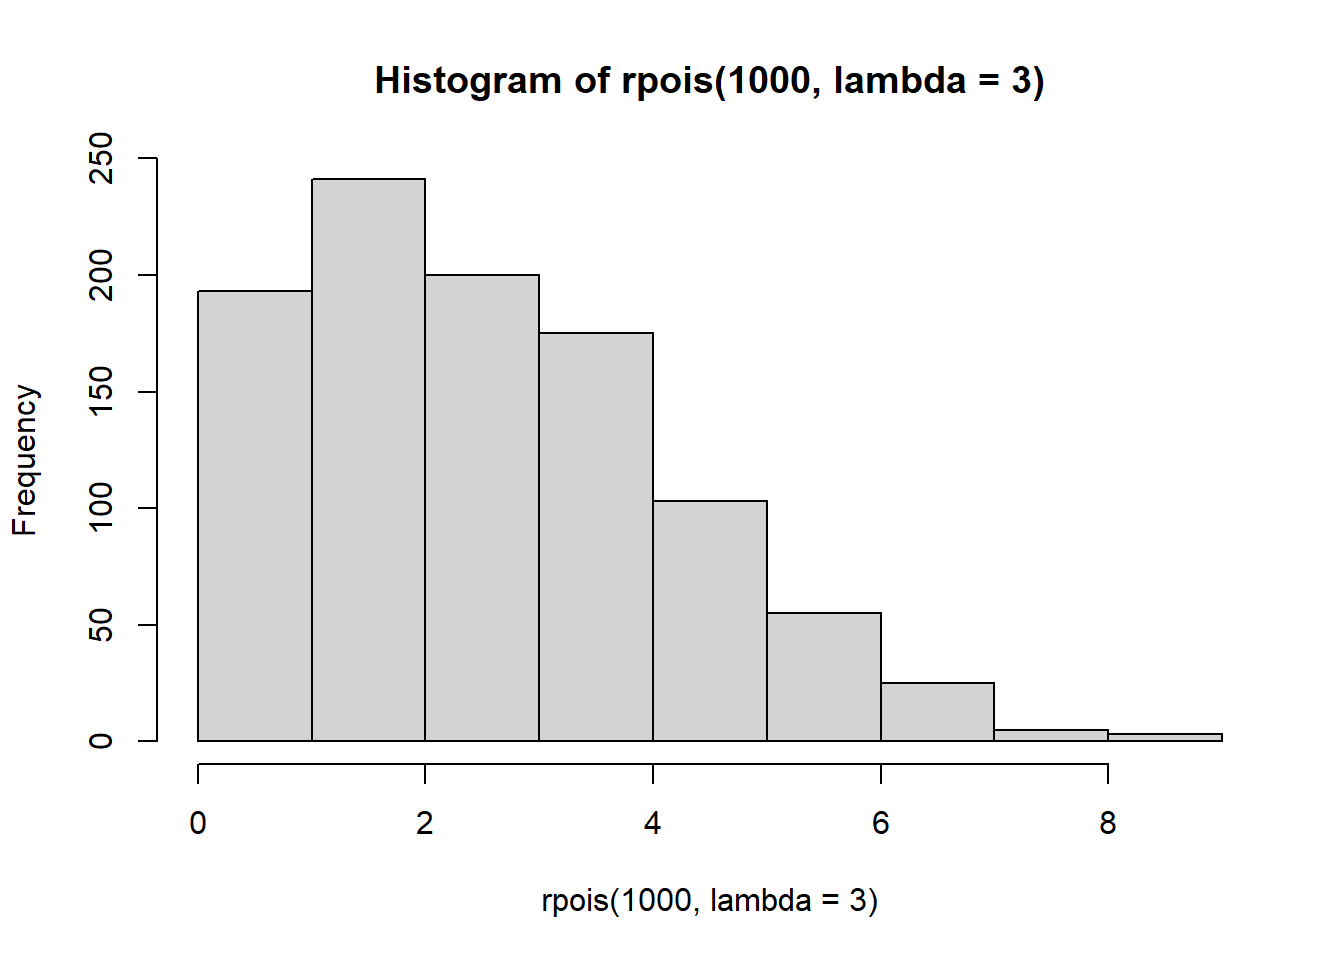 Histogram of rpois(1000, lambda = 3)
250
200
150
100
50
0
Frequency
0 2 4 6 8
rpois(1000, lambda = 3)